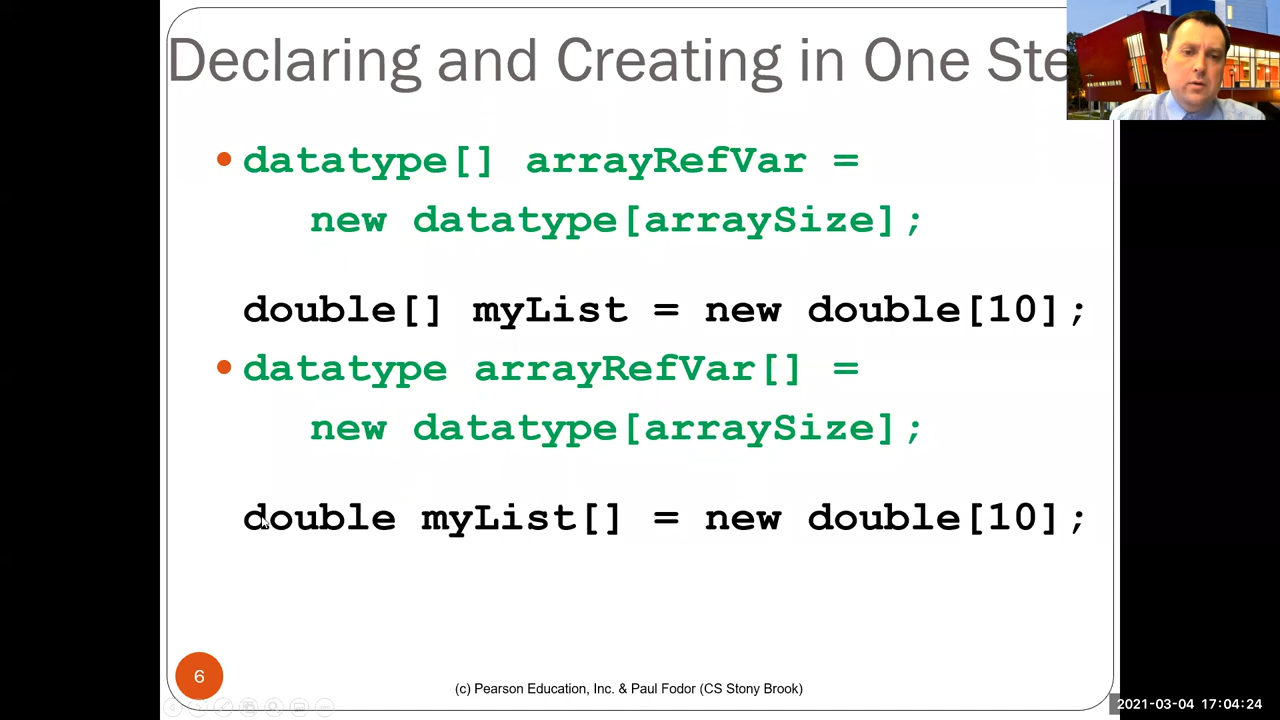 Declaring and Creating in One Ste
• datatype[] arrayRefVar =
new datatype[arraySize];
double[] myList = new double[10];
• datatype arrayRefVar[] =
new datatype[arraySize];
double myList[] = new double[10];
6
(c) Pearson Education, Inc. & Paul Fodor (CS Stony Brook)
2021-03-04 17:04:24